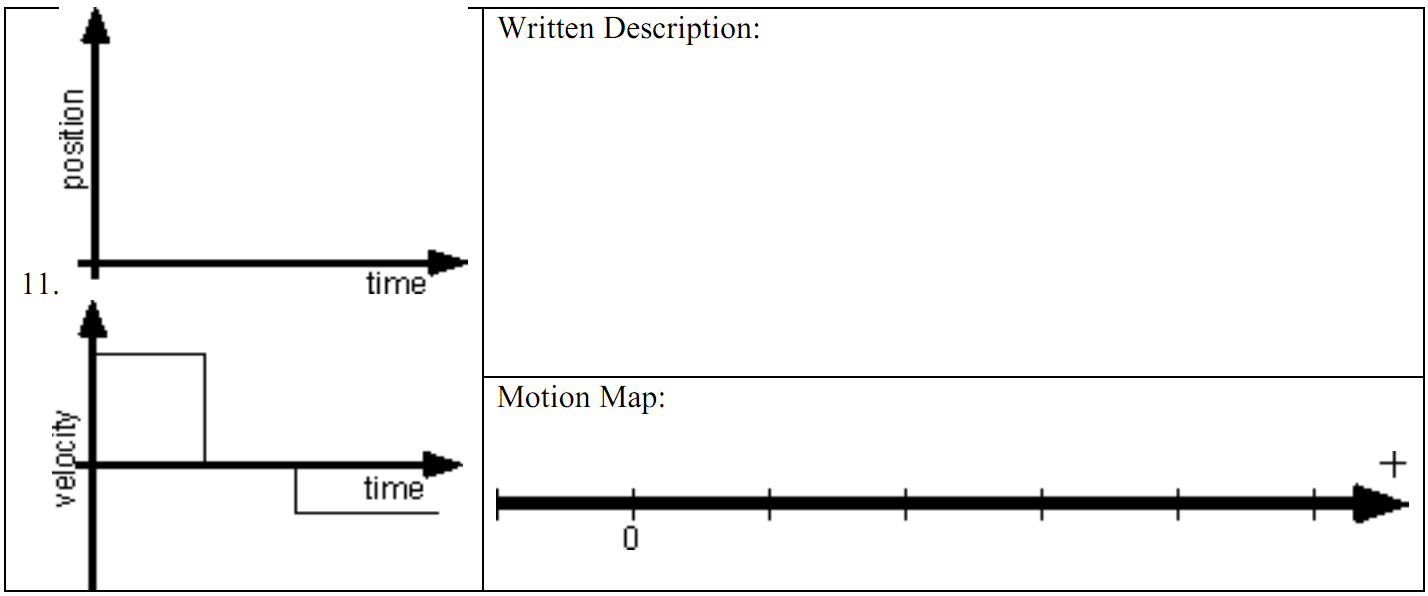 11.
position
time
velocity
time
Written Description:
Motion Map:
+
0